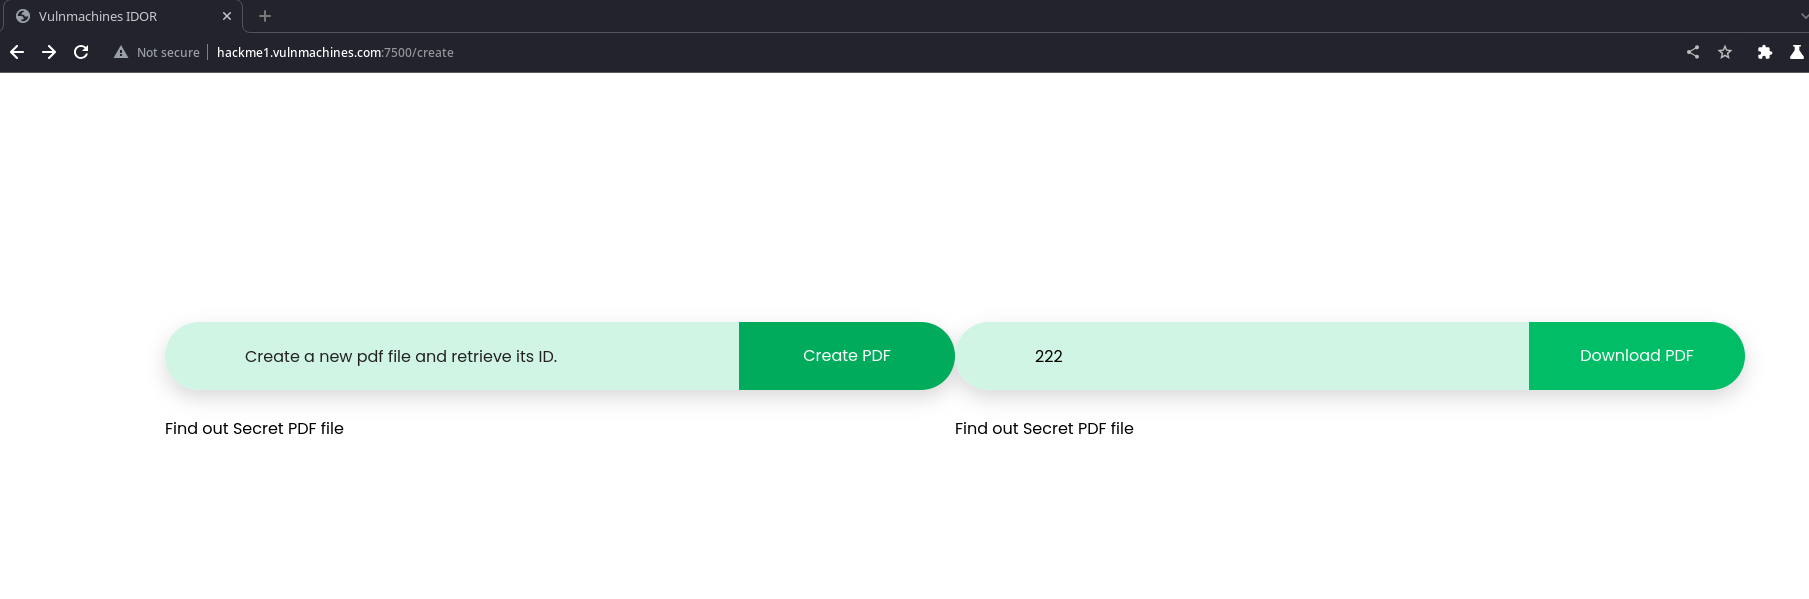 Vulnmachines IDOR
Not secure hackme1.vulnmachines.com:7500/create
Create a new pdf file and retrieve its ID. Create PDF 222 Download PDF
Find out Secret PDF file Find out Secret PDF file